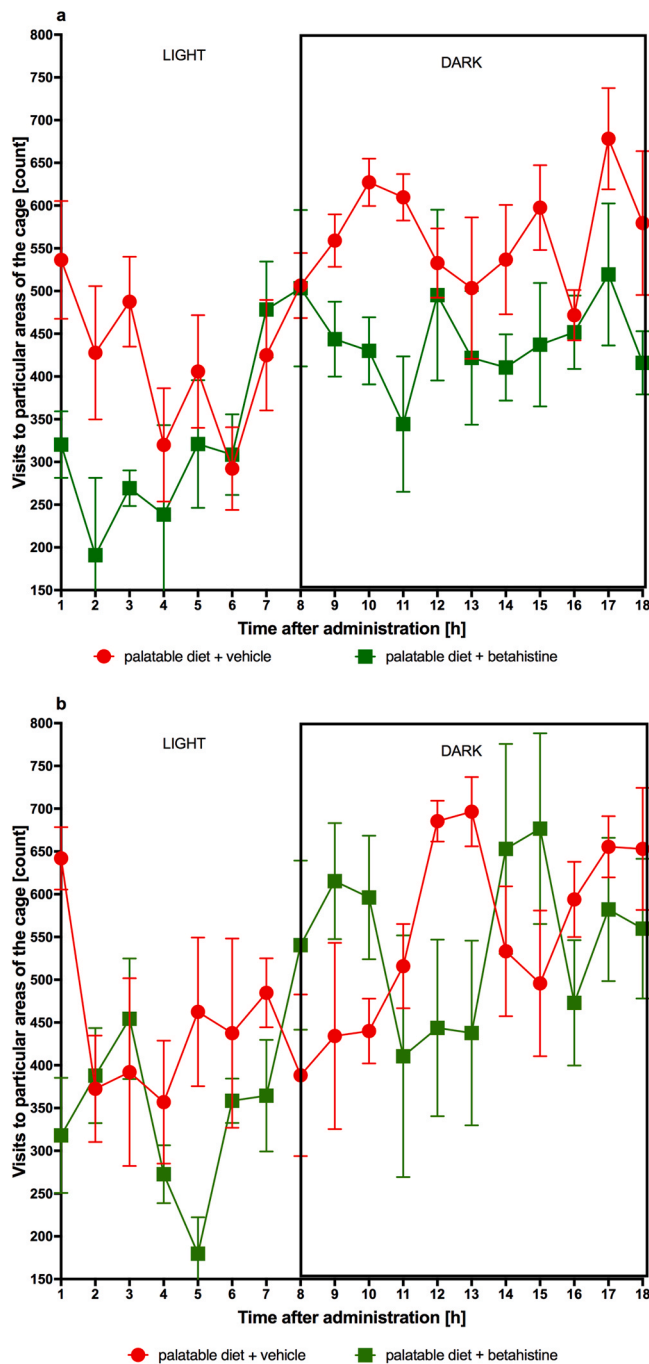 a
800
750
700
650
600
550
500
450
400
350
300
250
200
150
Visits to particular areas of the cage [count]
LIGHT
DARK
1 2 3 4 5 6 7 8 9 10 11 12 13 14 15 16 17 18
Time after administration [h]
palatable diet + vehicle
palatable diet + betahistine
b
800
750
700
650
600
550
500
450
400
350
300
250
200
150
Visits to particular areas of the cage [count]
LIGHT
DARK
1 2 3 4 5 6 7 8 9 10 11 12 13 14 15 16 17 18
Time after administration [h]
palatable diet + vehicle
palatable diet + betahistine